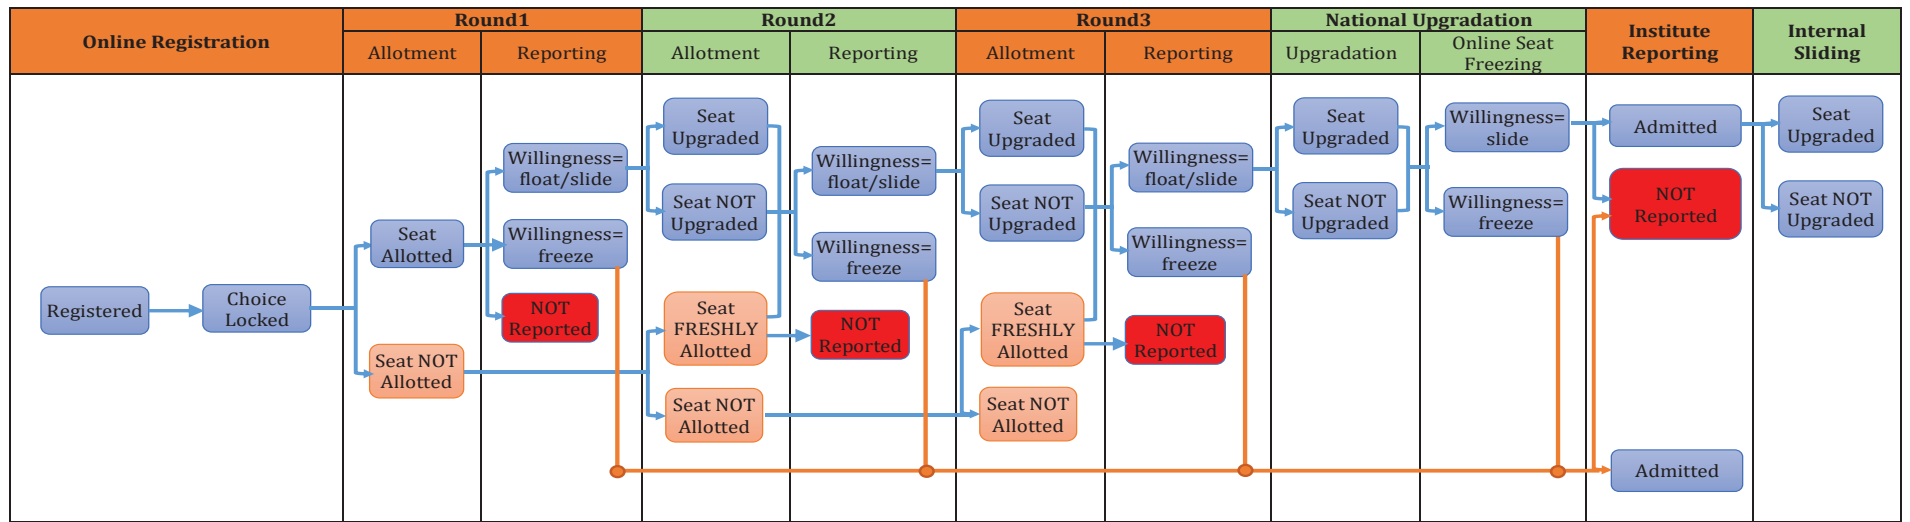 Online Registration
Round1
Round2
Round3
National Upgradation
Institute
Reporting
Internal
Sliding
Allotment
Reporting
Allotment
Reporting
Allotment
Reporting
Upgradation
Online Seat
Freezing
Registered
Choice
Locked
Seat
Allotted
Seat NOT
Allotted
Willingness=
float/slide
Willingness=
freeze
NOT
Reported
Seat
Upgraded
Seat NOT
Upgraded
Seat
FRESHLY
Allotted
Seat NOT
Allotted
Willingness=
float/slide
Willingness=
freeze
NOT
Reported
Seat
Upgraded
Seat NOT
Upgraded
Seat
FRESHLY
Allotted
Seat NOT
Allotted
Willingness=
float/slide
Willingness=
freeze
NOT
Reported
Seat
Upgraded
Seat NOT
Upgraded
Willingness=
slide
Willingness=
freeze
Admitted
NOT
Reported
Admitted
Seat
Upgraded
Seat NOT
Upgraded